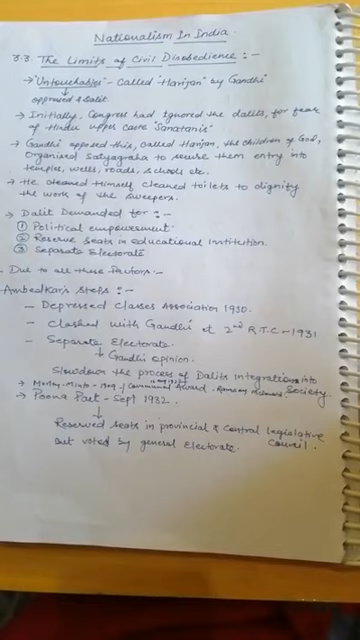 Nationalism In India.
3.3. The Limits of Civil Disobedience :-
→ "Untouchables" - Called "Harijan" by Gandhi
oppressed & Dalit.
→ Initially, Congress had Ignored the dalits, for fear
of Hindu upper caste "Sanatanis"
→ Gandhi opposed this, called Harijan, the children of God,
Organised Satyagraha to secure them entry into
temples, wells, roads, schools etc.
→ He cleaned Himself cleaned toilets to dignity
the work of the sweepers.
→ Dalit Demanded for :-
① Political empowerment.
② Reserve seats in educational institution.
③ Separate Electorate
- Due to all these factors :-
Ambedkar's Steps :-
- Depressed Classes Association 1930.
- Clashed with Gandhi at 2nd R.T.C - 1931
- Separate Electorate.
↳ Gandhi opinion.
Slowdown the process of Dalits Integration into Society
→ Morley-Minto - 1909 / Communal Award - Ramsay
→ Poona Pact - Sept 1932.
Reserved Seats in provincial & central legislative
but voted by general Electorate. Council.